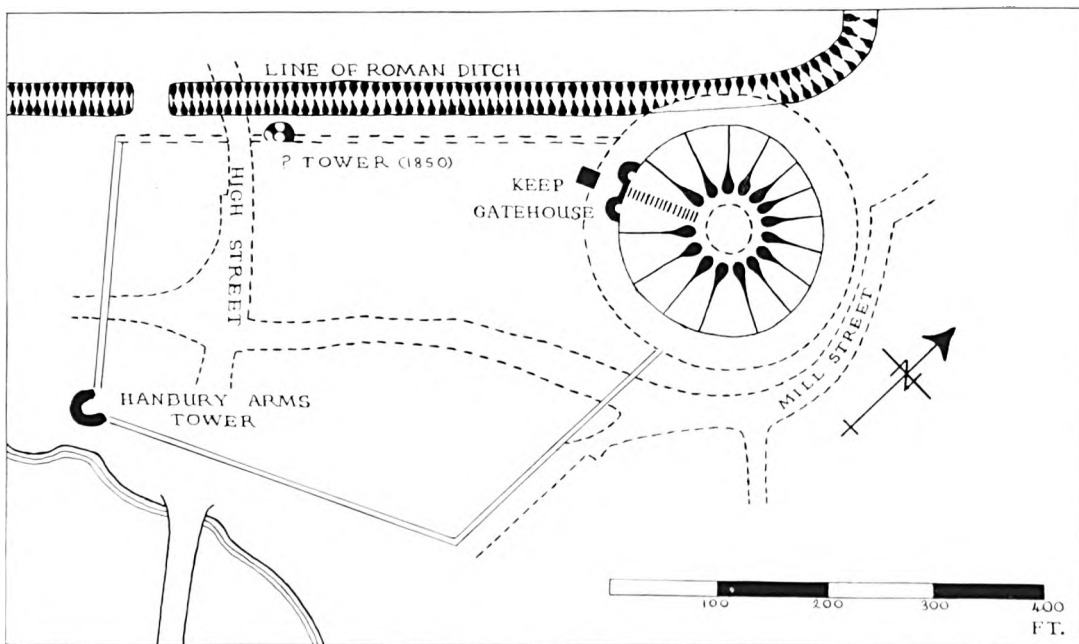 LINE OF ROMAN DITCH
? TOWER (1850)
HIGH STREET
KEEP
GATEHOUSE
MILL STREET
HANBURY ARMS
TOWER
N
100 200 300 400
FT.